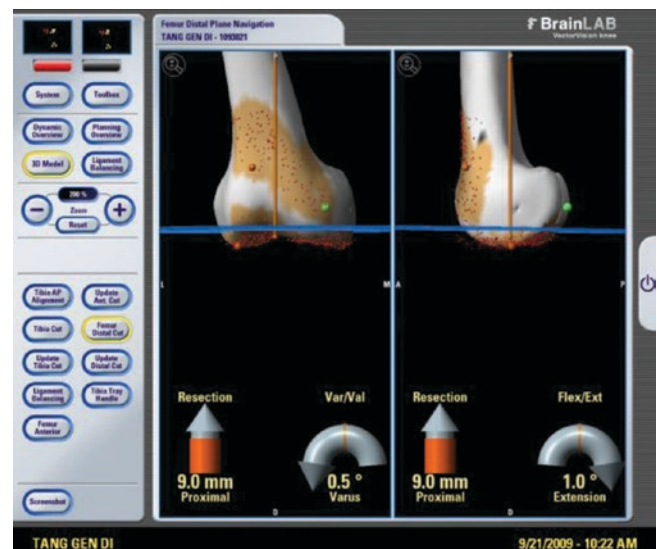 Femur Distal Plane Navigation
TANG GEN DI - 1093021
BrainLAB
VectorVision knee
System
Toolbox
Dynamic Overview
Planning Overview
3D Model
Ligament Balancing
200 %
Zoom
Reset
Tibia AP Alignment
Update Ant. Cut
Tibia Cut
Femur Distal Cut
Update Tibia Cut
Update Distal Cut
Ligament Balancing
Tibia Tray Handle
Femur Anterior
Screenshot
P
P
L
M
A
P
Resection
Var/Val
9.0 mm
0.5 °
Proximal
Varus
D
Resection
Flex/Ext
9.0 mm
1.0 °
Proximal
Extension
D
TANG GEN DI
9/21/2009 - 10:22 AM